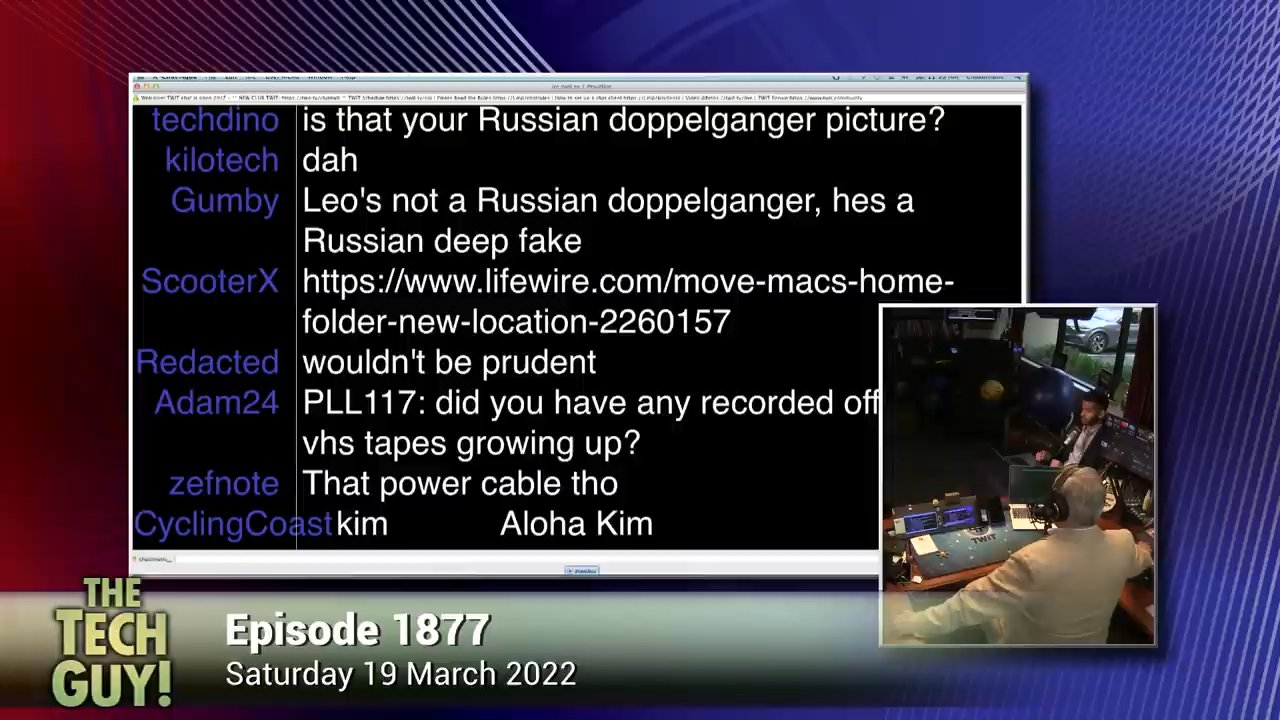 techdino is that your Russian doppelganger picture?
kilotech dah
Gumby Leo's not a Russian doppelganger, hes a
Russian deep fake
ScooterX https://www.lifewire.com/move-macs-home-
folder-new-location-2260157
Redacted wouldn't be prudent
Adam24 PLL117: did you have any recorded off
vhs tapes growing up?
zefnote That power cable tho
CyclingCoast kim Aloha Kim
TWiT
THE
TECH
GUY!
Episode 1877
Saturday 19 March 2022